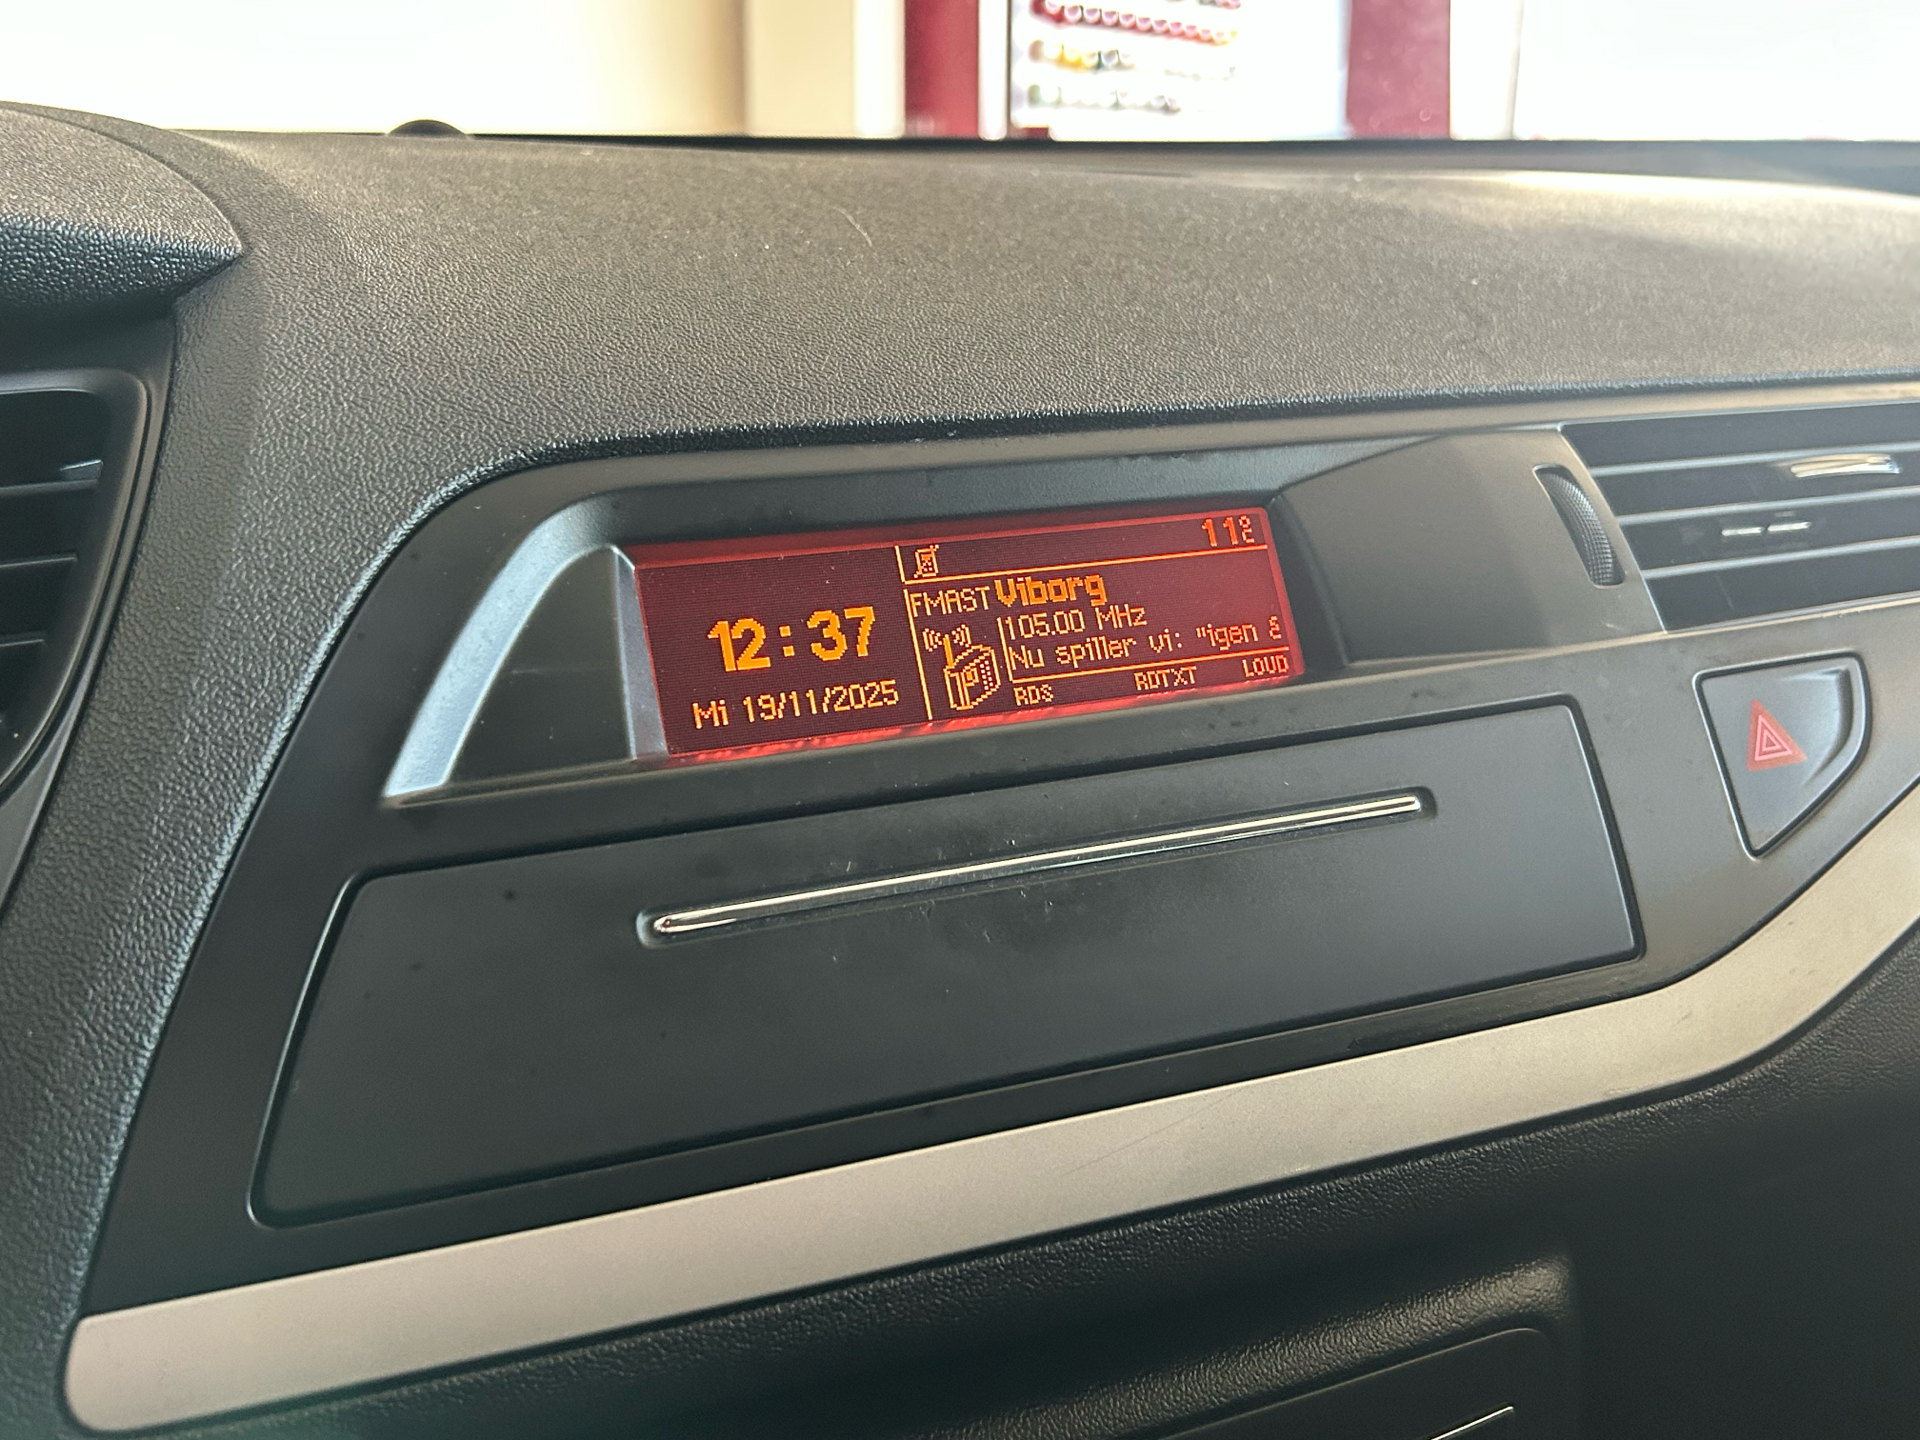 11°C
FMAST Viborg
12:37
105.00 MHz
Nu spiller vi: "igen &
Mi 19/11/2025
RDS RDTXT LOUD